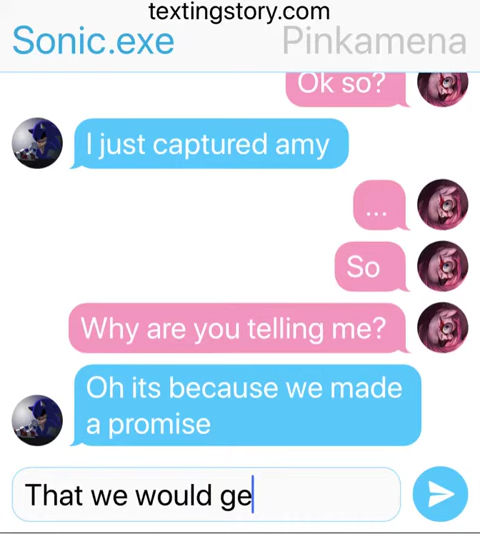 textingstory.com
Sonic.exe
Pinkamena
Ok so?
I just captured amy
...
So
Why are you telling me?
Oh its because we made
a promise
That we would ge